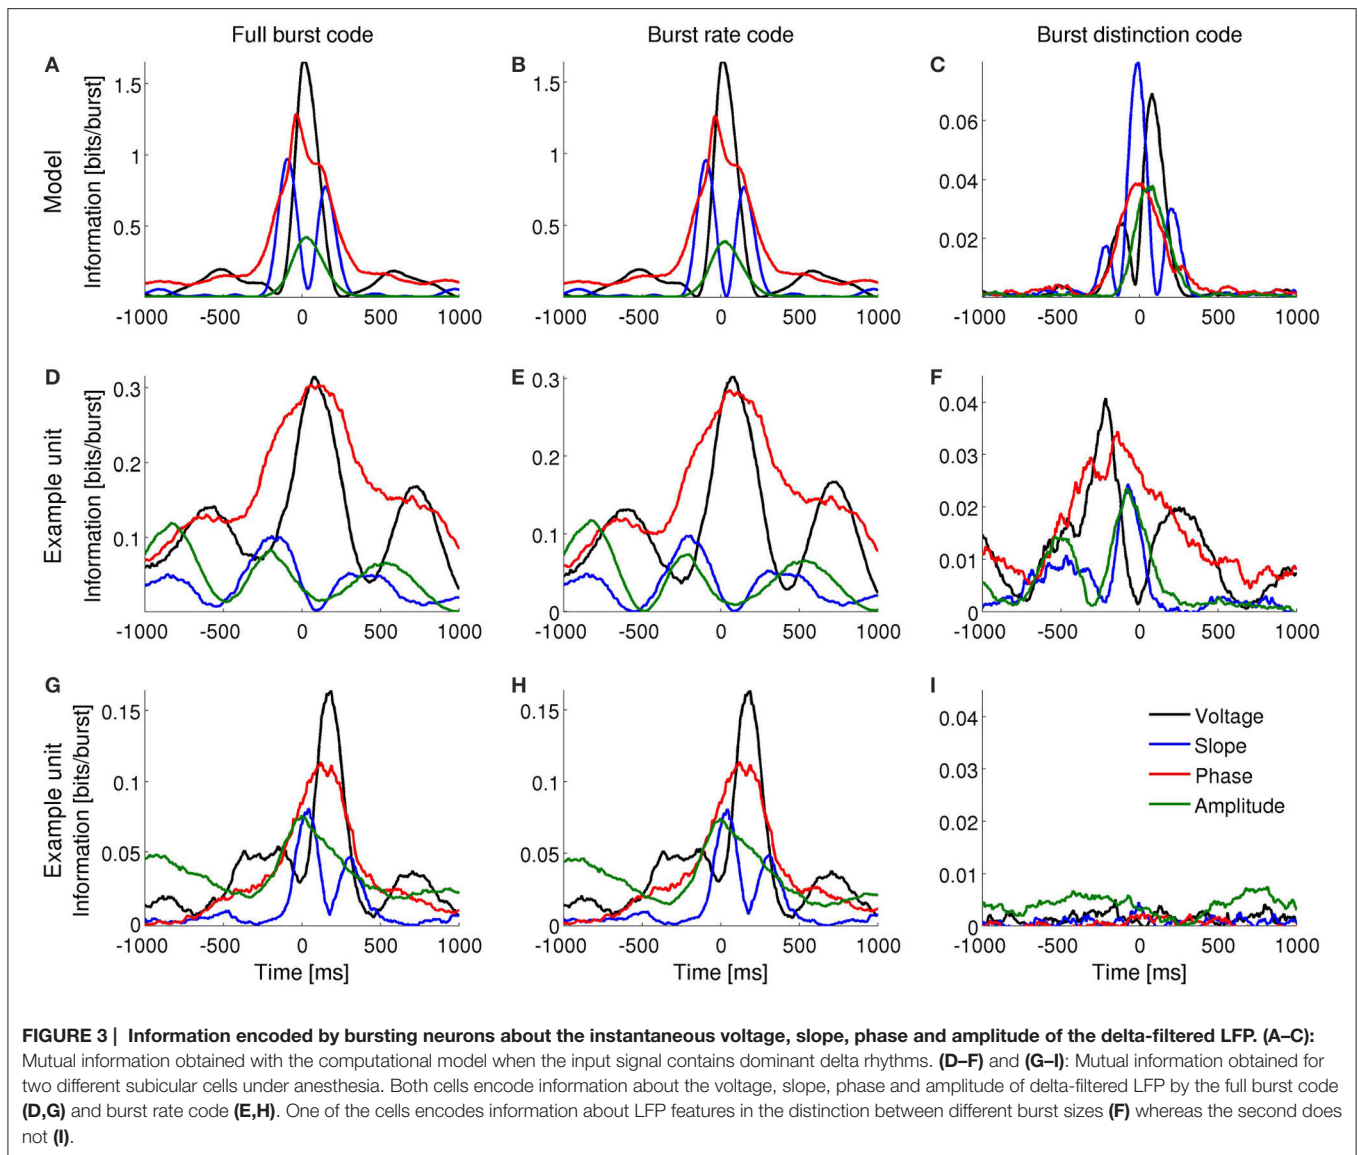 Full burst code
Burst rate code
Burst distinction code
A
B
C
Model
Information [bits/burst]
1.5
1
0.5
1.5
1
0.5
0.06
0.04
0.02
-1000 -500 0 500 1000
-1000 -500 0 500 1000
-1000 -500 0 500 1000
D
E
F
Example unit
Information [bits/burst]
0.3
0.2
0.1
0.3
0.2
0.1
0
0.04
0.03
0.02
0.01
0
-1000 -500 0 500 1000
-1000 -500 0 500 1000
-1000 -500 0 500 1000
G
H
I
Example unit
Information [bits/burst]
0.15
0.1
0.05
0
0.15
0.1
0.05
0
0.04
0.03
0.02
0.01
0
Voltage
Slope
Phase
Amplitude
-1000 -500 0 500 1000
-1000 -500 0 500 1000
-1000 -500 0 500 1000
Time [ms]
Time [ms]
Time [ms]
FIGURE 3 | Information encoded by bursting neurons about the instantaneous voltage, slope, phase and amplitude of the delta-filtered LFP. (A–C):
Mutual information obtained with the computational model when the input signal contains dominant delta rhythms. (D–F) and (G–I): Mutual information obtained for
two different subicular cells under anesthesia. Both cells encode information about the voltage, slope, phase and amplitude of delta-filtered LFP by the full burst code
(D,G) and burst rate code (E,H). One of the cells encodes information about LFP features in the distinction between different burst sizes (F) whereas the second does
not (I).